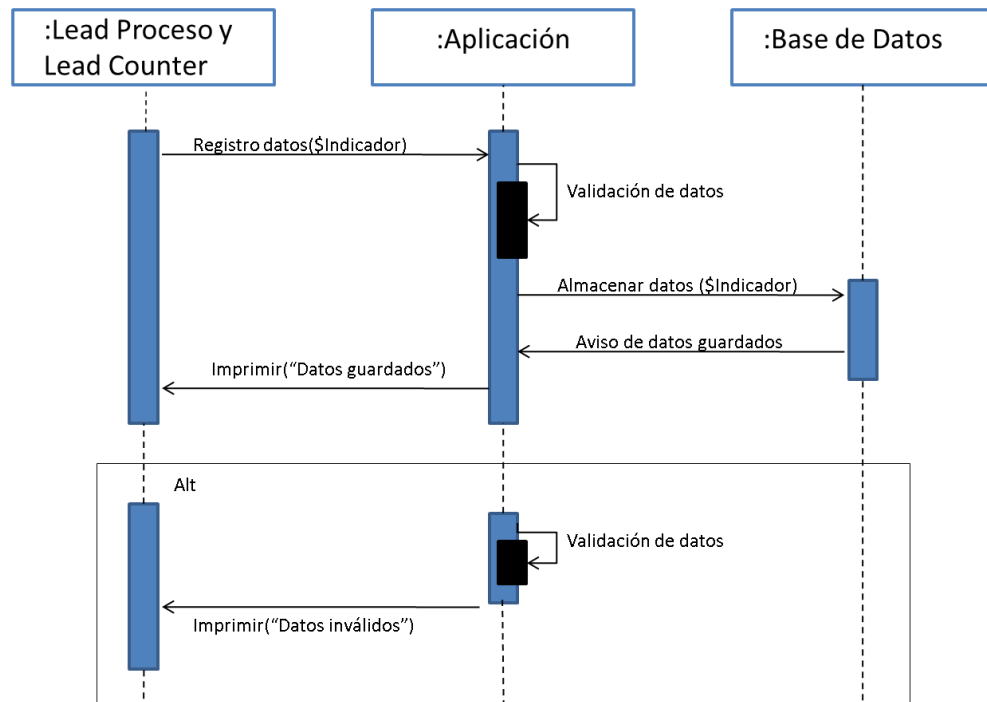 :Lead Proceso y
Lead Counter
:Aplicación
:Base de Datos
Registro datos($Indicador)
Validación de datos
Almacenar datos ($Indicador)
Aviso de datos guardados
Imprimir(“Datos guardados”)
Alt
Validación de datos
Imprimir(“Datos inválidos”)